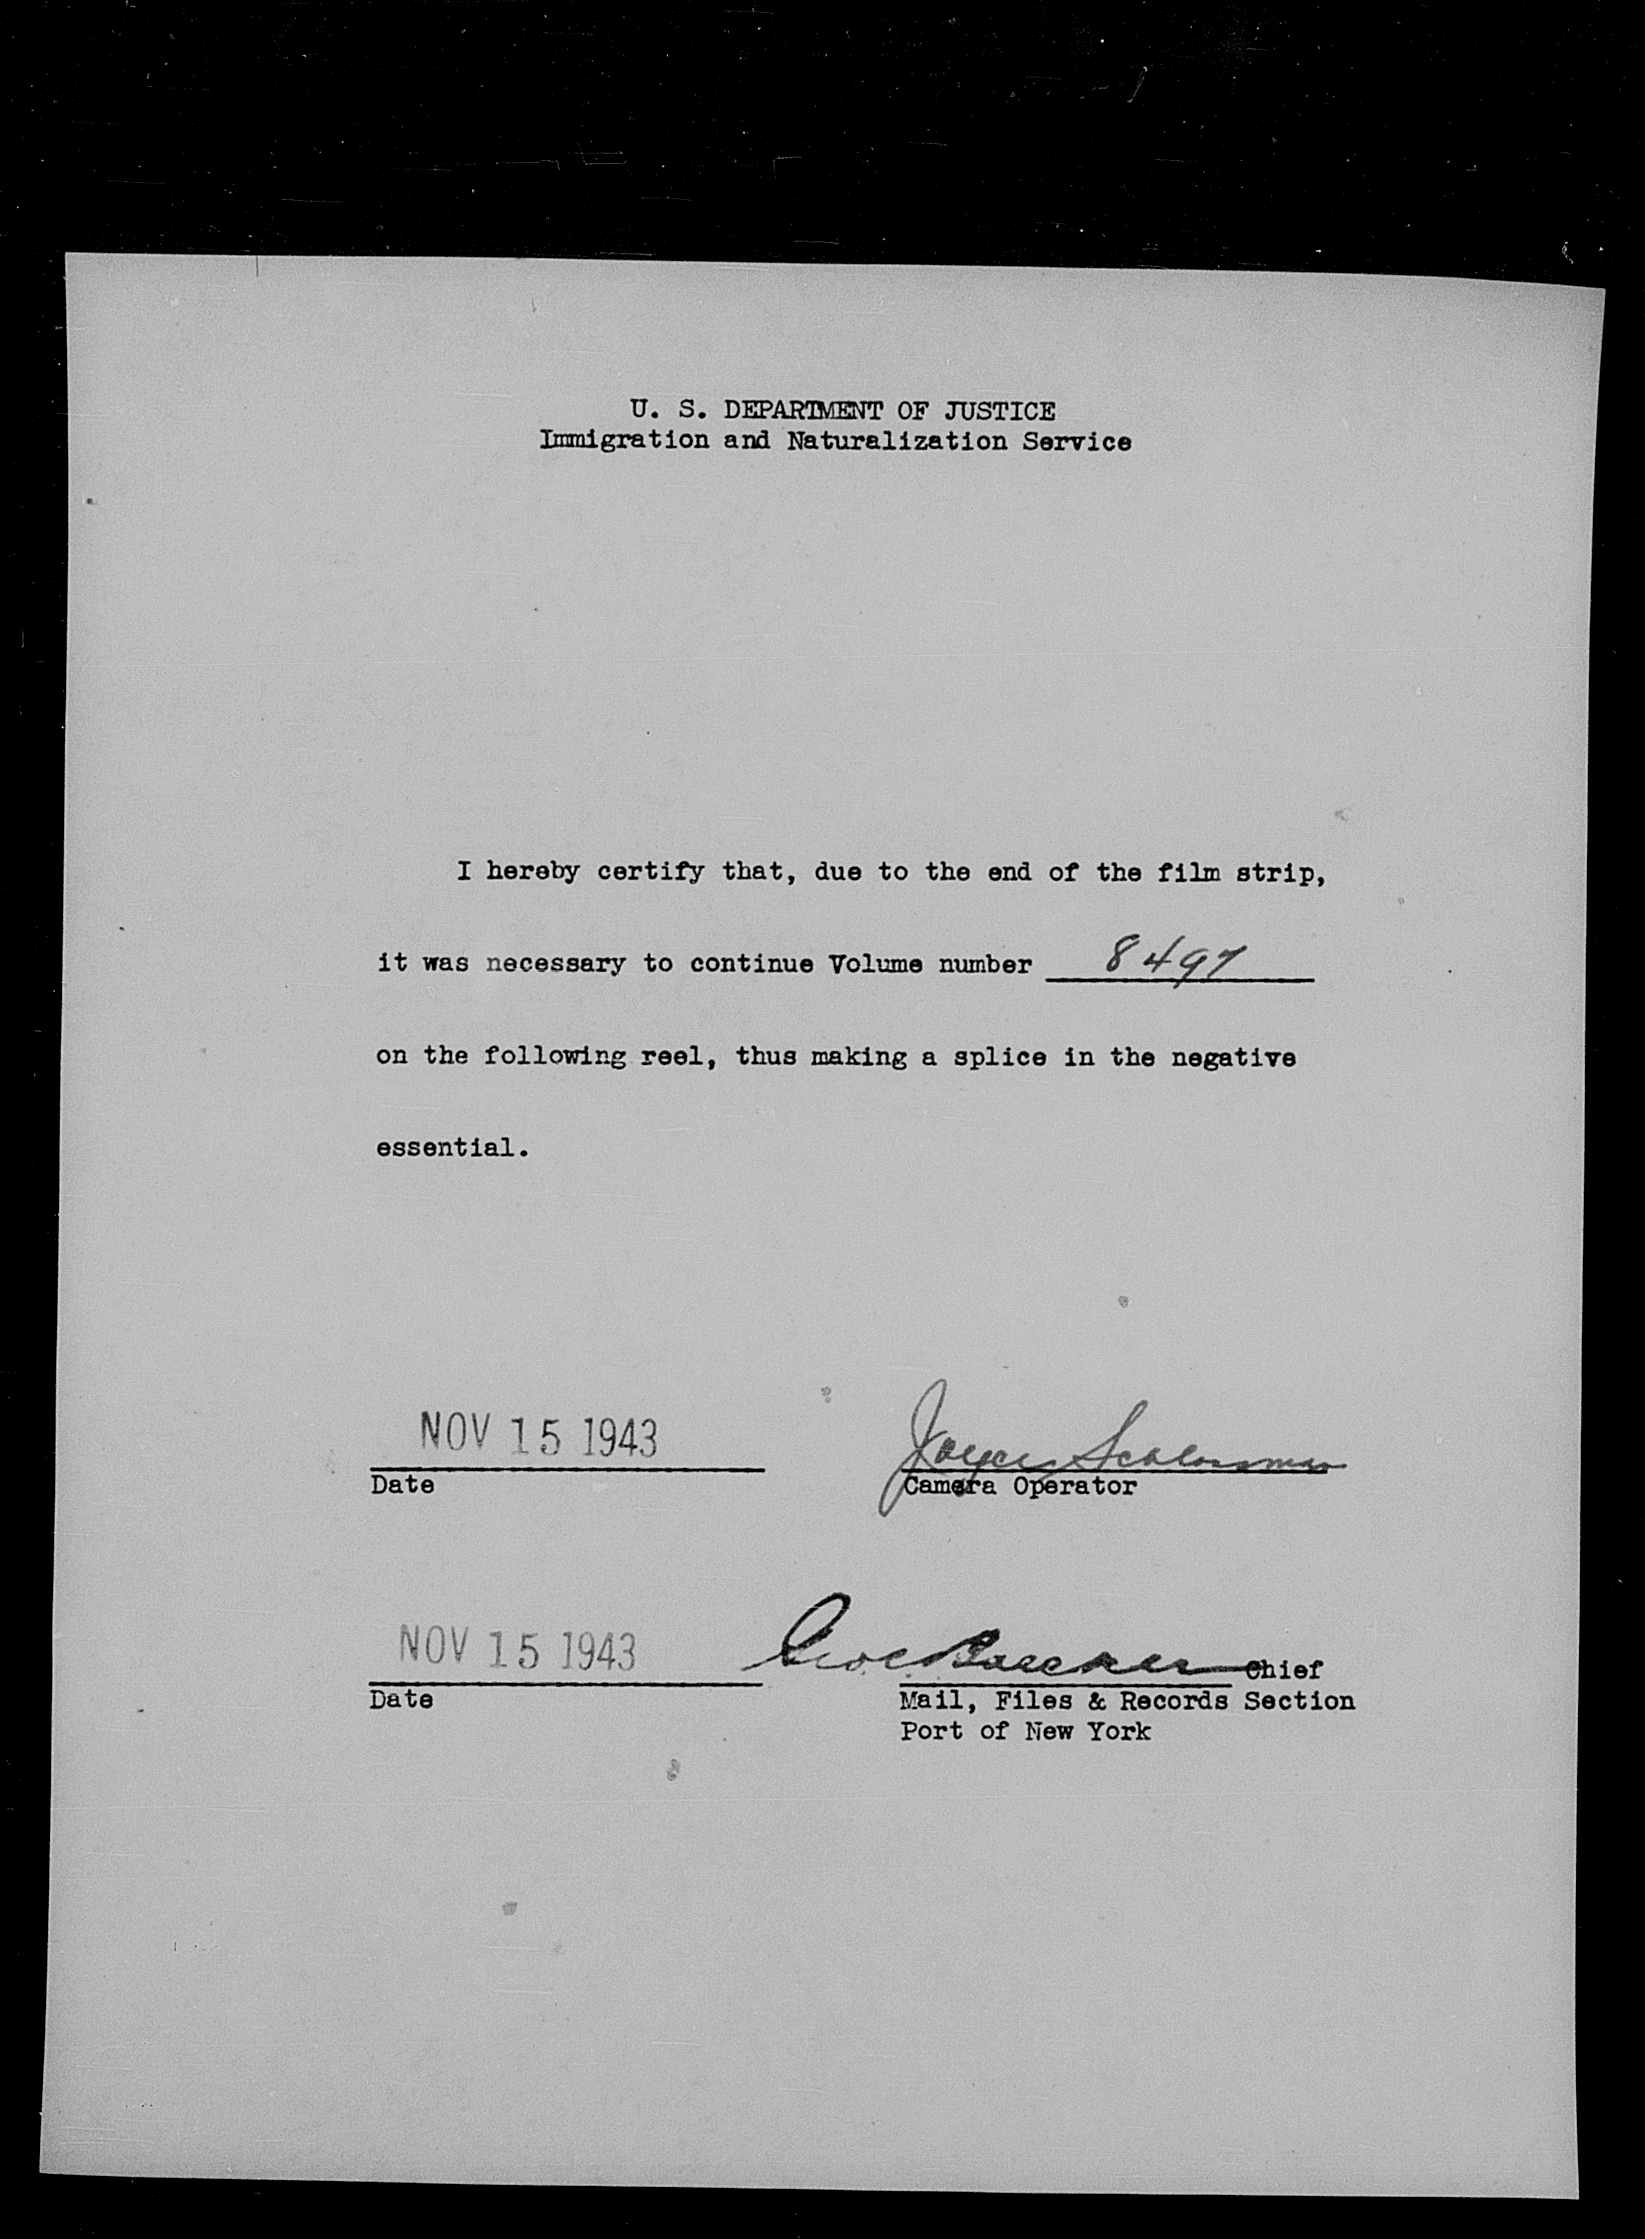 U. S. DEPARTMENT OF JUSTICE
Immigration and Naturalization Service
I hereby certify that, due to the end of the film strip,
it was necessary to continue Volume number 8497
on the following reel, thus making a splice in the negative
essential.
NOV 15 1943 Joyce Schlossman
Date Camera Operator
NOV 15 1943 Chief
Date Mail, Files & Records Section
Port of New York